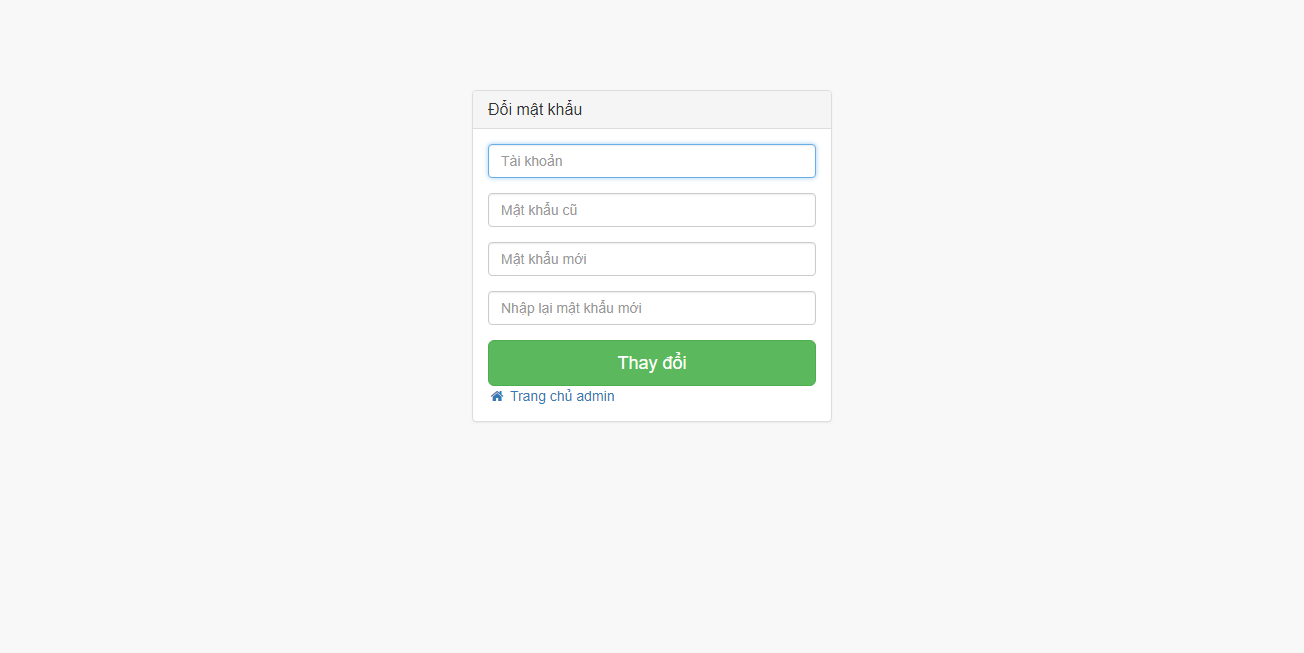 Đổi mật khẩu
Tài khoản
Mật khẩu cũ
Mật khẩu mới
Nhập lại mật khẩu mới
Thay đổi
Trang chủ admin